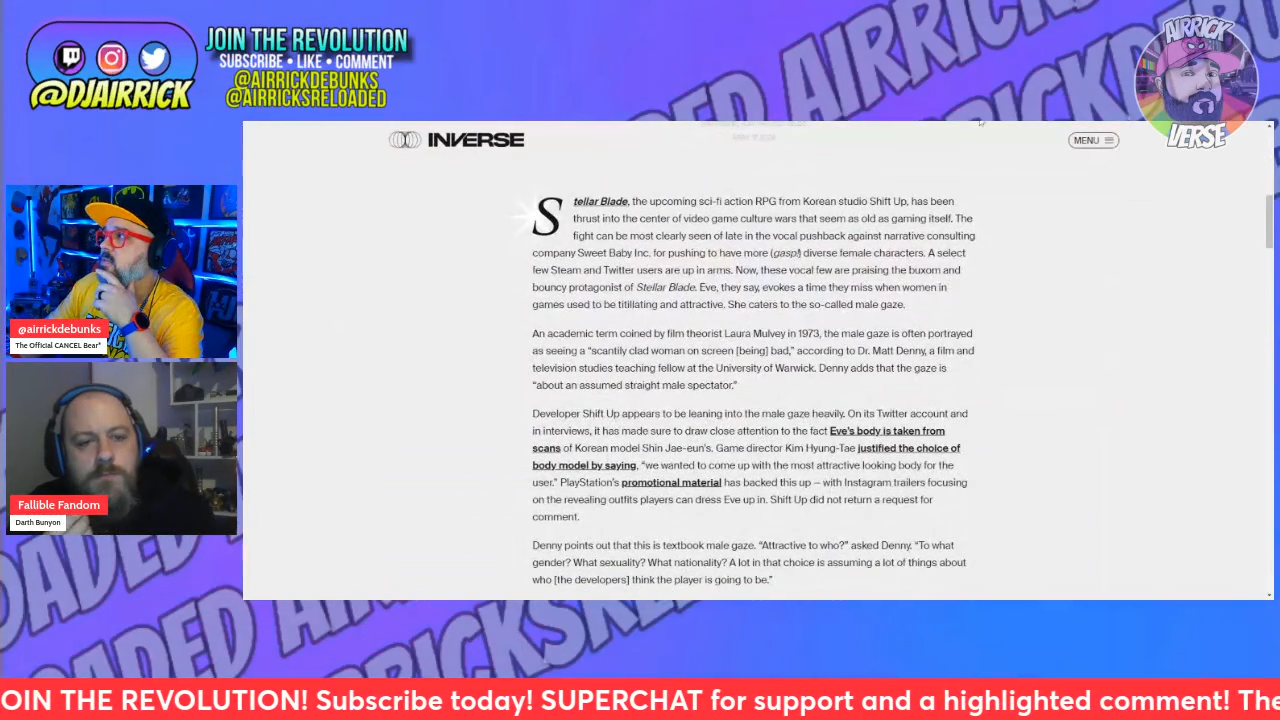 @DJAIRRICK
JOIN THE REVOLUTION
SUBSCRIBE • LIKE • COMMENT
@AIRRICKDEBUNKS
@AIRRICKSRELOADED
AIRRICK
VERSE
INVERSE
MENU
Stellar Blade, the upcoming sci-fi action RPG from Korean studio Shift Up, has been
thrust into the center of video game culture wars that seem as old as gaming itself. The
fight can be most clearly seen of late in the vocal pushback against narrative consulting
company Sweet Baby Inc. for pushing to have more (gasp!) diverse female characters. A select
few Steam and Twitter users are up in arms. Now, these vocal few are praising the buxom and
bouncy protagonist of Stellar Blade. Eve, they say, evokes a time they miss when women in
games used to be titillating and attractive. She caters to the so-called male gaze.
An academic term coined by film theorist Laura Mulvey in 1973, the male gaze is often portrayed
as seeing a “scantily clad woman on screen [being] bad,” according to Dr. Matt Denny, a film and
television studies teaching fellow at the University of Warwick. Denny adds that the gaze is
“about an assumed straight male spectator.”
Developer Shift Up appears to be leaning into the male gaze heavily. On its Twitter account and
in interviews, it has made sure to draw close attention to the fact Eve’s body is taken from
scans of Korean model Shin Jae-eun’s. Game director Kim Hyung-Tae justified the choice of
body model by saying, “we wanted to come up with the most attractive looking body for the
user.” PlayStation’s promotional material has backed this up — with Instagram trailers focusing
on the revealing outfits players can dress Eve up in. Shift Up did not return a request for
comment.
Denny points out that this is textbook male gaze. “Attractive to who?” asked Denny. “To what
gender? What sexuality? What nationality? A lot in that choice is assuming a lot of things about
who [the developers] think the player is going to be.”
@airrickdebunks
The Official CANCEL Bear*
Fallible Fandom
Darth Bunyon
OIN THE REVOLUTION! Subscribe today! SUPERCHAT for support and a highlighted comment! The